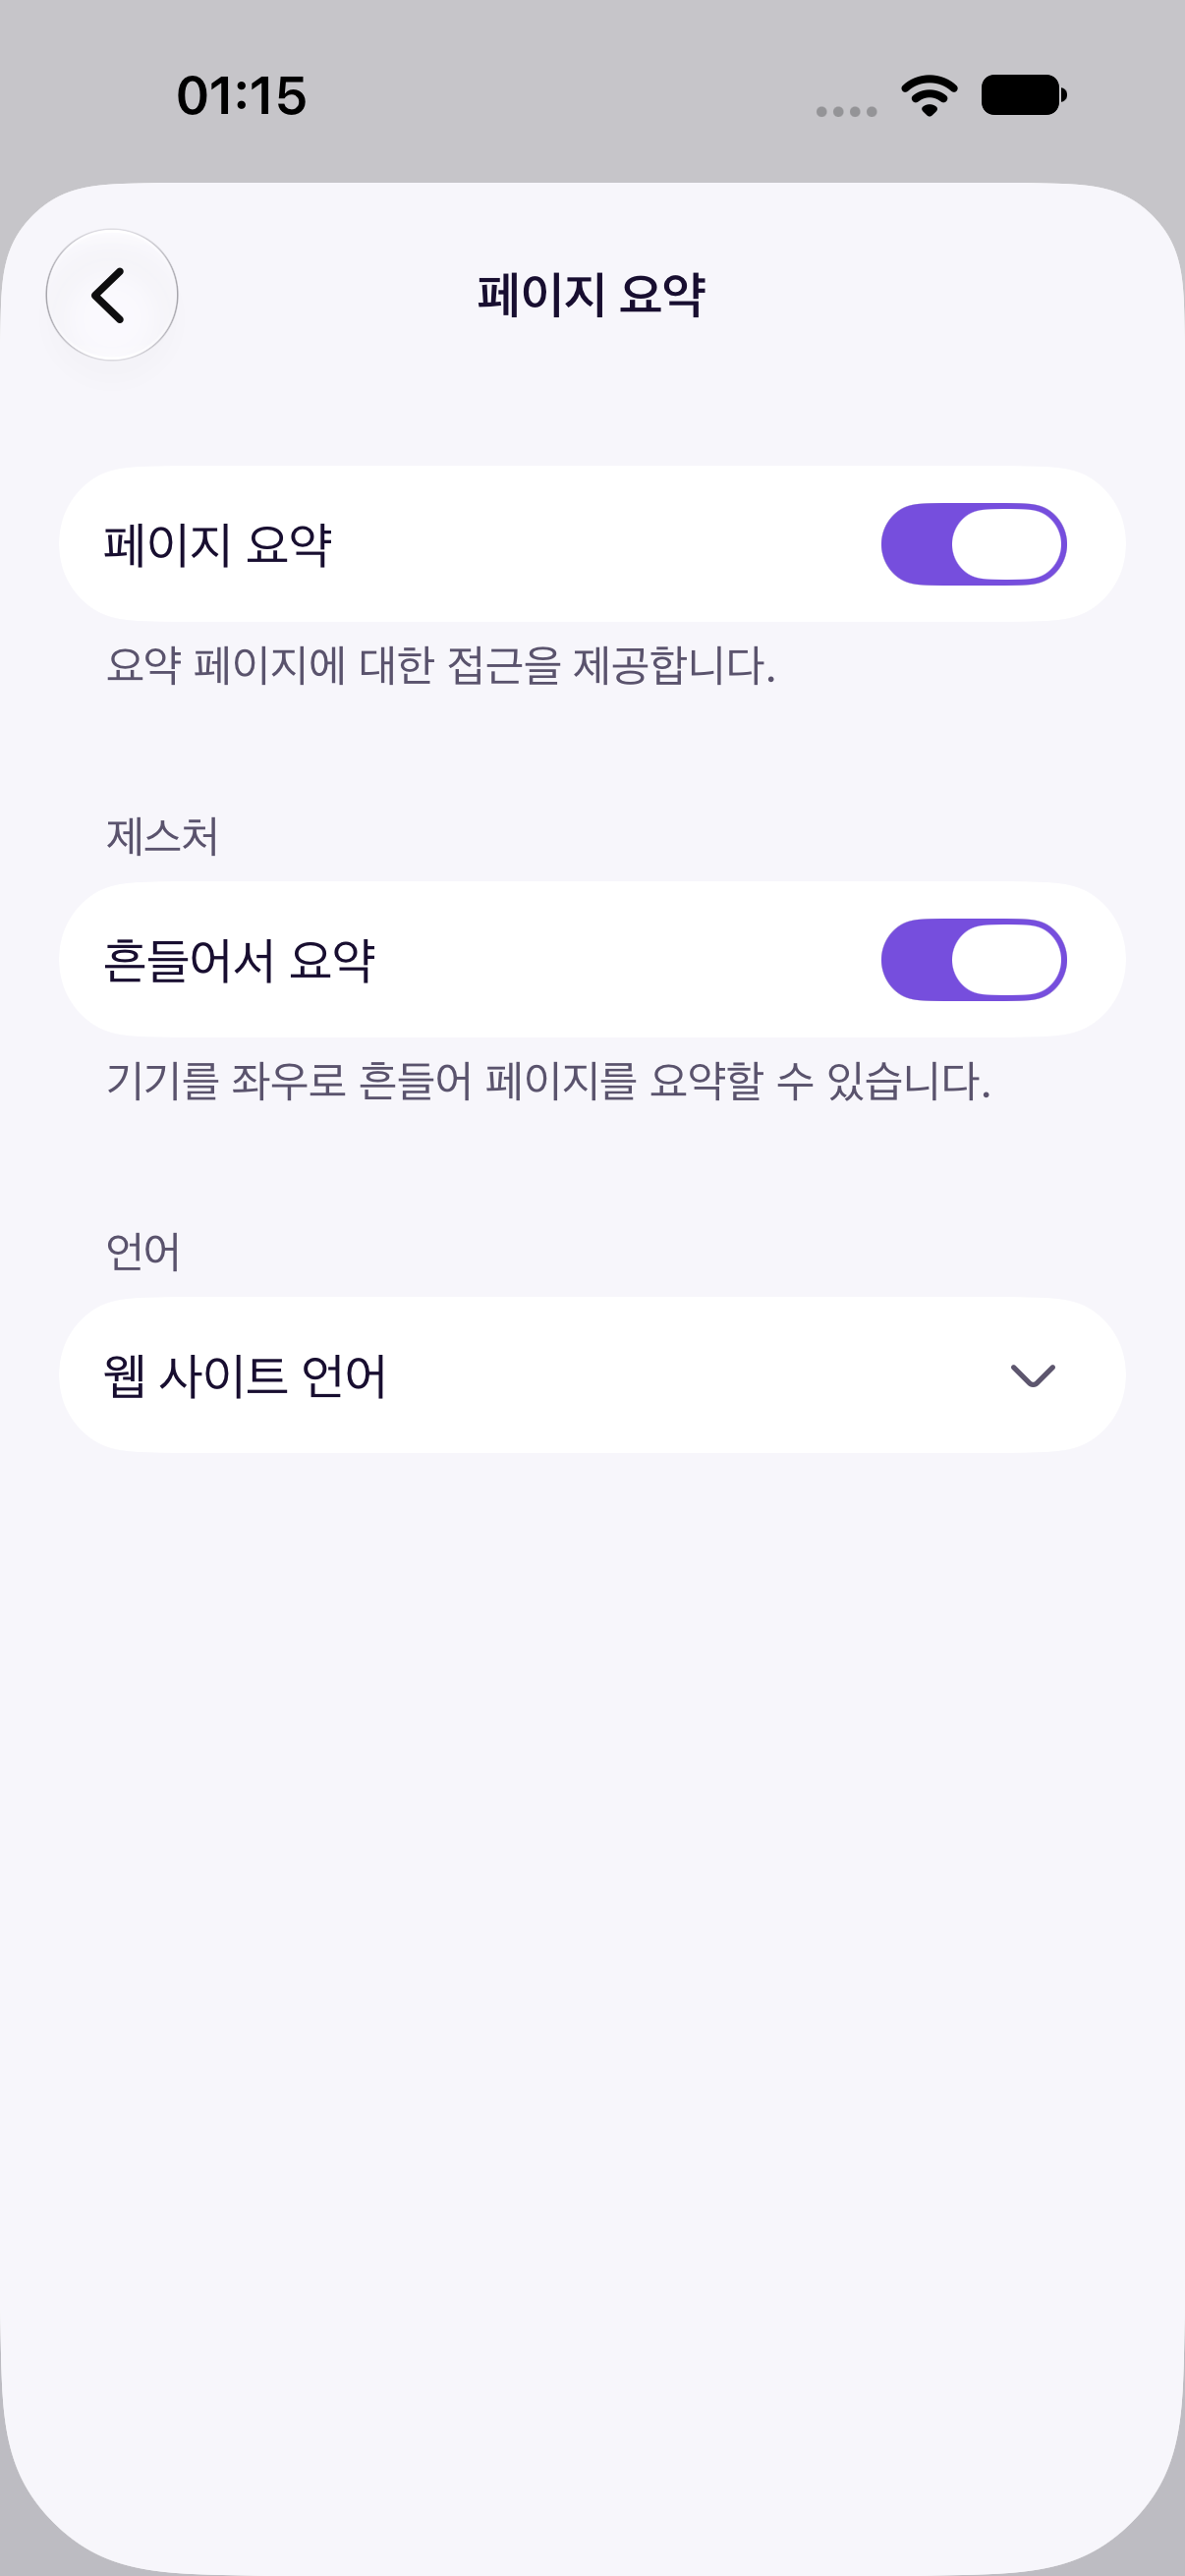 01:15
페이지 요약
페이지 요약
요약 페이지에 대한 접근을 제공합니다.
제스처
흔들어서 요약
기기를 좌우로 흔들어 페이지를 요약할 수 있습니다.
언어
웹 사이트 언어